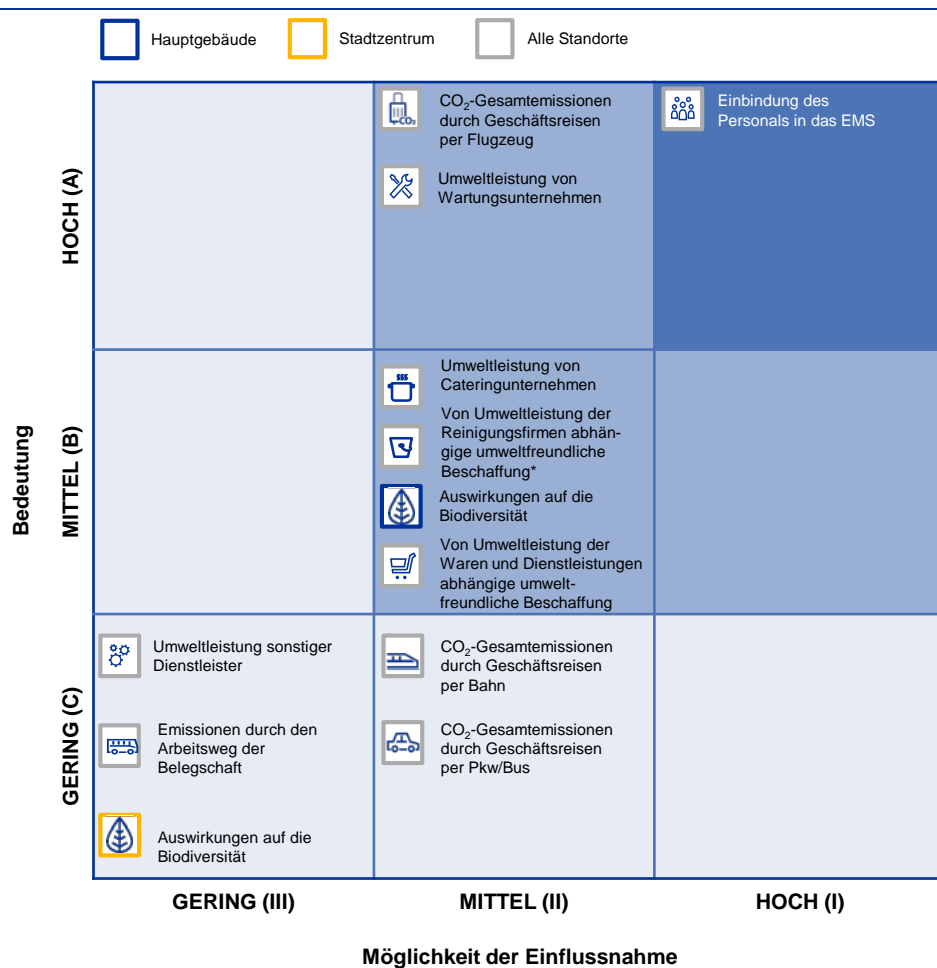 Hauptgebäude
Stadtzentrum
Alle Standorte
Bedeutung
HOCH (A)
CO₂
CO₂-Gesamtemissionen
durch Geschäftsreisen
per Flugzeug
Umweltleistung von
Wartungsunternehmen
Einbindung des
Personals in das EMS
MITTEL (B)
Umweltleistung von
Cateringunternehmen
Von Umweltleistung der
Reinigungsfirmen abhän-
gige umweltfreundliche
Beschaffung*
Auswirkungen auf die
Biodiversität
Von Umweltleistung der
Waren und Dienstleistungen
abhängige umwelt-
freundliche Beschaffung
GERING (C)
Umweltleistung sonstiger
Dienstleister
Emissionen durch den
Arbeitsweg der
Belegschaft
Auswirkungen auf die
Biodiversität
CO₂-Gesamtemissionen
durch Geschäftsreisen
per Bahn
CO₂-Gesamtemissionen
durch Geschäftsreisen
per Pkw/Bus
GERING (III)
MITTEL (II)
HOCH (I)
Möglichkeit der Einflussnahme